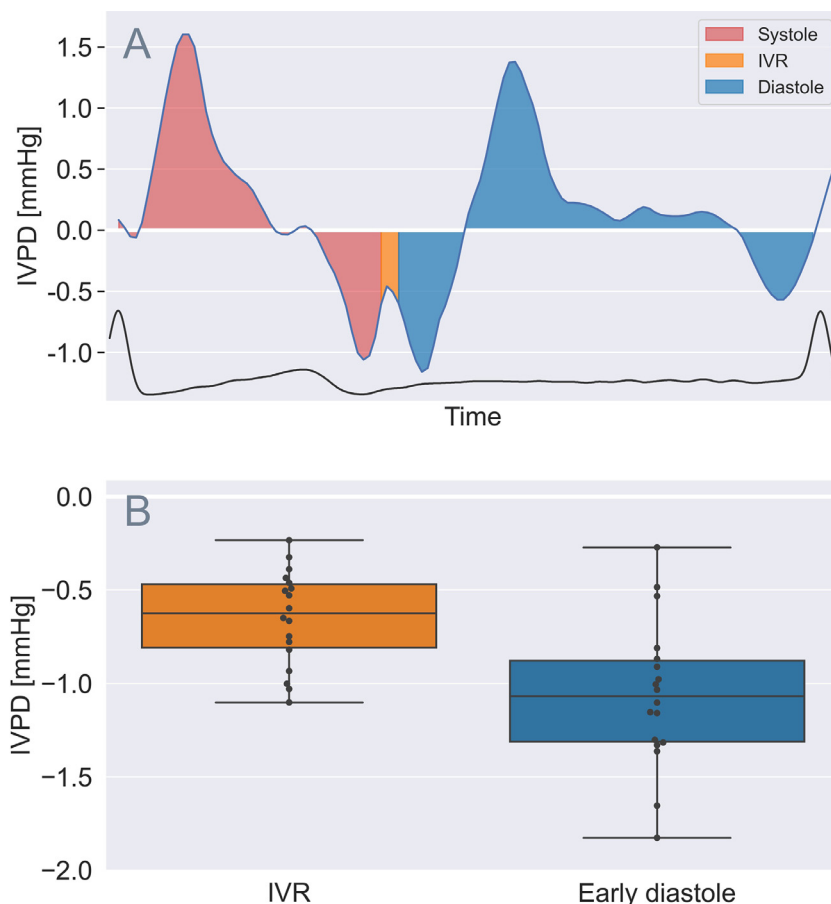 A
Systole
IVR
Diastole
IVPD [mmHg]
1.5
1.0
0.5
0.0
-0.5
-1.0
Time
B
IVPD [mmHg]
0.0
−0.5
−1.0
−1.5
−2.0
IVR
Early diastole